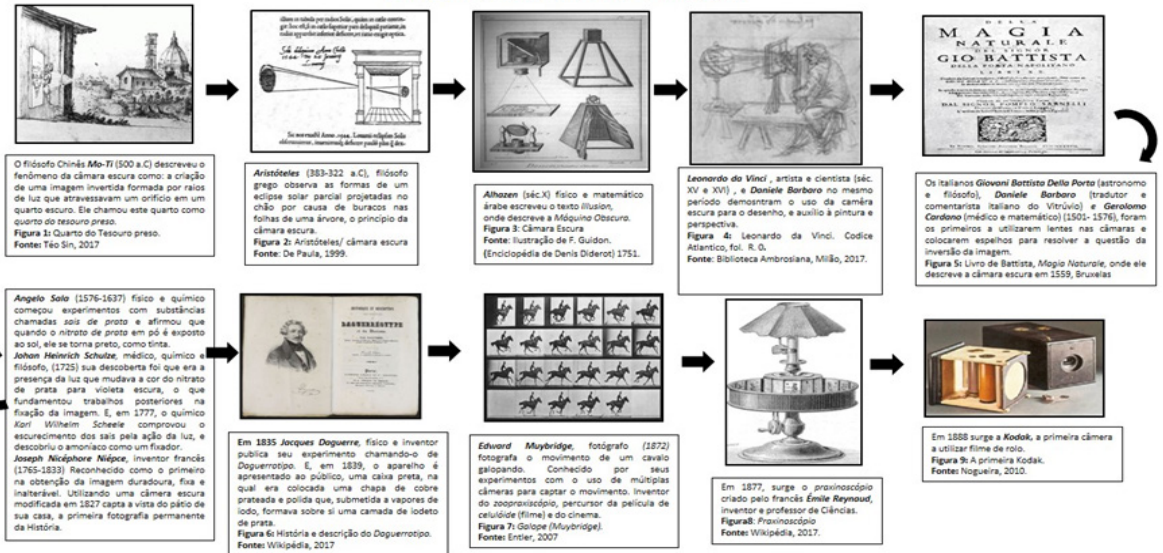 DELLA
MAGIA
NATURALE
DEL SIGNOR
GIO BATTISTA
DELLA PORTA NAPOLITANO
O filósofo Chinês Mo-Ti (500 a.C) descreveu o
fenômeno da câmara escura como: a criação
de uma imagem invertida formada por raios
de luz que atravessavam um orifício em um
quarto escuro. Ele chamou este quarto como
quarto do tesouro preso.
Figura 1: Quarto do Tesouro preso.
Fonte: Téo Sin, 2017
Aristóteles (383-322 a.C), filósofo
grego observa as formas de um
eclipse solar parcial projetadas no
chão por causa de buracos nas
folhas de uma árvore, o princípio da
câmara escura.
Figura 2: Aristóteles/ câmara escura
Fonte: De Paula, 1999.
Alhazen (séc.X) físico e matemático
árabe escreveu o texto Illusion,
onde descreve a Máquina Obscura.
Figura 3: Câmara Escura
Fonte: Ilustração de F. Guidon.
(Enciclopédia de Denis Diderot) 1751.
Leonardo da Vinci , artista e cientista (séc.
XV e XVI) , e Daniele Barbaro no mesmo
período demosntram o uso da camêra
escura para o desenho, e auxílio à pintura e
perspectiva.
Figura 4: Leonardo da Vinci. Codice
Atlantico, fol. R. 0.
Fonte: Biblioteca Ambrosiana, Milão, 2017.
Os italianos Giovani Battista Della Porta (astronomo
e filósofo), Daniele Barbaro (tradutor e
comentarista italiano do Vitrúvio) e Gerolomo
Cardano (médico e matemático) (1501- 1576), foram
os primeiros a utilizarem lentes nas câmaras e
colocarem espelhos para resolver a questão da
inversão da imagem.
Figura 5: Livro de Battista, Magia Naturale, onde ele
descreve a câmara escura em 1559, Bruxelas
Angelo Sala (1576-1637) físico e químico
começou experimentos com substâncias
chamadas sais de prata e afirmou que
quando o nitrato de prata em pó é exposto
ao sol, ele se torna preto, como tinta.
Johan Heinrich Schulze, médico, químico e
filósofo, (1725) sua descoberta foi que era a
presença da luz que mudava a cor do nitrato
de prata para violeta escura, o que
fundamentou trabalhos posteriores na
fixação da imagem. E, em 1777, o químico
Karl Wilhelm Scheele comprovou o
escurecimento dos sais pela ação da luz, e
descobriu o amoníaco como um fixador.
Joseph Nicéphore Niépce, inventor francês
(1765-1833) Reconhecido como o primeiro
na obtenção da imagem duradoura, fixa e
inalterável. Utilizando uma câmera escura
modificada em 1827 capta a vista do pátio de
sua casa, a primeira fotografia permanente
da História.
DAGUERRÉOTYPE
Em 1835 Jacques Daguerre, físico e inventor
publica seu experimento chamando-o de
Daguerrotipo. E, em 1839, o aparelho é
apresentado ao público, uma caixa preta, na
qual era colocada uma chapa de cobre
prateada e polida que, submetida a vapores de
iodo, formava sobre si uma camada de iodeto
de prata.
Figura 6: História e descrição do Daguerrotipo.
Fonte: Wikipédia, 2017
Edward Muybridge, fotógrafo (1872)
fotografa o movimento de um cavalo
galopando. Conhecido por seus
experimentos com o uso de múltiplas
câmeras para captar o movimento. Inventor
do zoopraxiscópio, percursor da película de
celulóide (filme) e do cinema.
Figura 7: Galope (Muybridge).
Fonte: Entler, 2007
Em 1877, surge o praxinoscópio
criado pelo francês Émile Reynaud,
inventor e professor de Ciências.
Figura8: Praxinoscópio
Fonte: Wikipédia, 2017.
Em 1888 surge a Kodak, a primeira câmera
a utilizar filme de rolo.
Figura 9: A primeira Kodak.
Fonte: Nogueira, 2010.